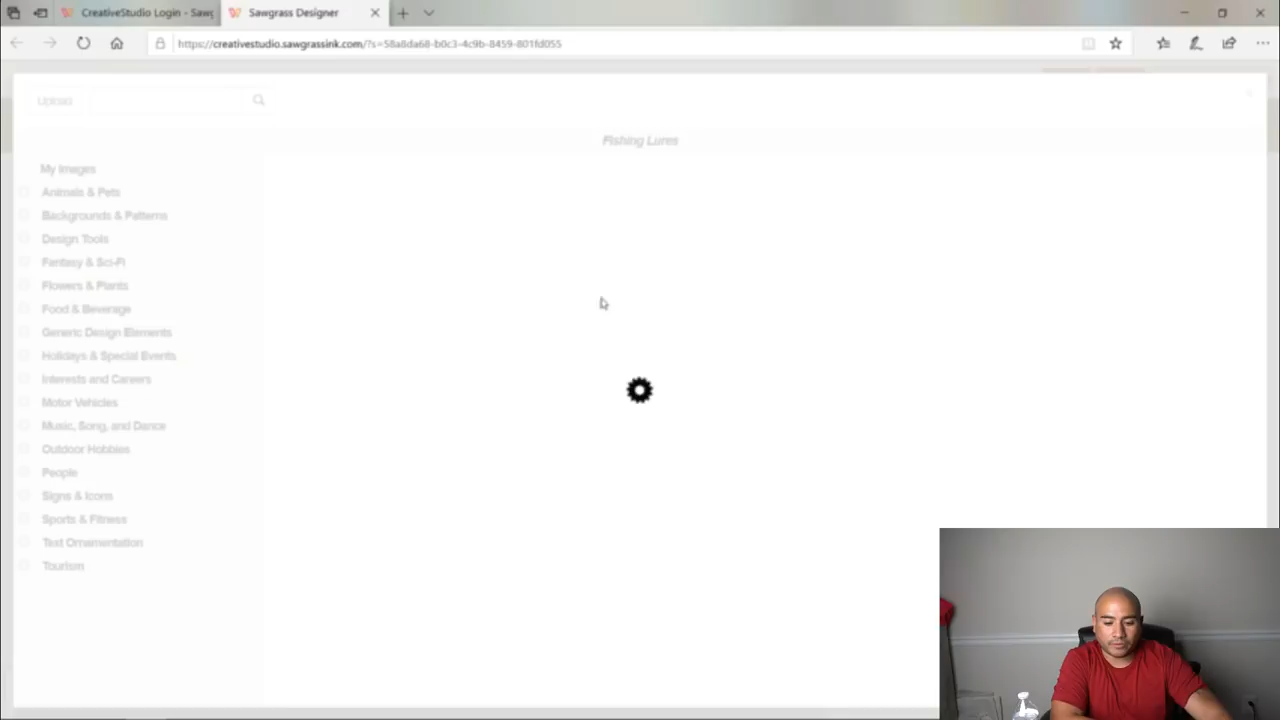 CreativeStudio Login - Sawg
Sawgrass Designer
https://creativestudio.sawgrassink.com/?s=58a8da68-b0c3-4c9b-8459-801fd055
Upload
Fishing Lures
My Images
Animals & Pets
Backgrounds & Patterns
Design Tools
Fantasy & Sci-Fi
Flowers & Plants
Food & Beverage
Generic Design Elements
Holidays & Special Events
Interests and Careers
Motor Vehicles
Music, Song, and Dance
Outdoor Hobbies
People
Signs & Icons
Sports & Fitness
Text Ornamentation
Tourism